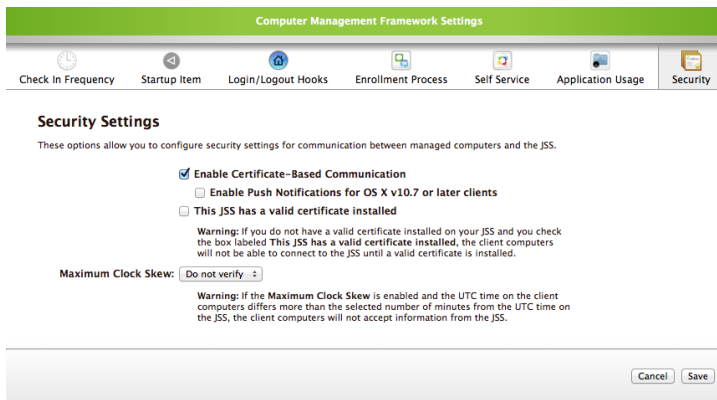 Computer Management Framework Settings
Check In Frequency
Startup Item
Login/Logout Hooks
Enrollment Process
Self Service
Application Usage
Security
Security Settings
These options allow you to configure security settings for communication between managed computers and the JSS.
Enable Certificate-Based Communication
Enable Push Notifications for OS X v10.7 or later clients
This JSS has a valid certificate installed
Warning: If you do not have a valid certificate installed on your JSS and you check
the box labeled This JSS has a valid certificate installed, the client computers
will not be able to connect to the JSS until a valid certificate is installed.
Maximum Clock Skew: Do not verify
Warning: If the Maximum Clock Skew is enabled and the UTC time on the client
computers differs more than the selected number of minutes from the UTC time on
the JSS, the client computers will not accept information from the JSS.
Cancel
Save